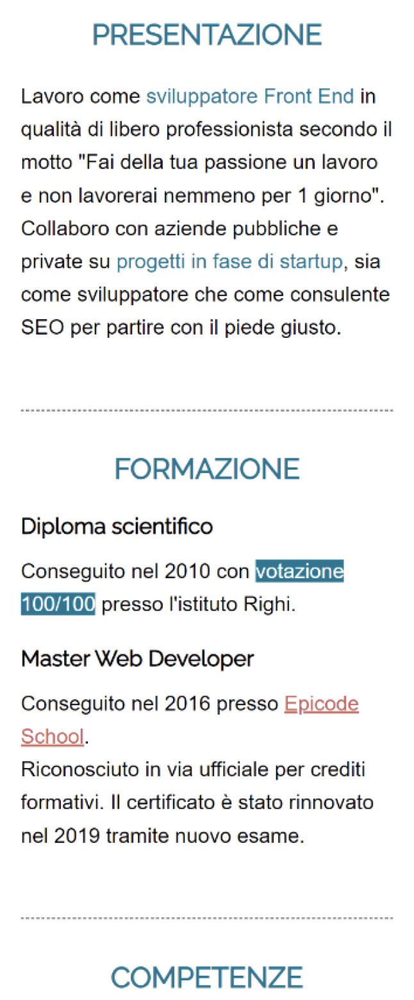 PRESENTAZIONE
Lavoro come sviluppatore Front End in
qualità di libero professionista secondo il
motto "Fai della tua passione un lavoro
e non lavorerai nemmeno per 1 giorno".
Collaboro con aziende pubbliche e
private su progetti in fase di startup, sia
come sviluppatore che come consulente
SEO per partire con il piede giusto.
FORMAZIONE
Diploma scientifico
Conseguito nel 2010 con votazione
100/100 presso l'istituto Righi.
Master Web Developer
Conseguito nel 2016 presso Epicode
School.
Riconosciuto in via ufficiale per crediti
formativi. Il certificato è stato rinnovato
nel 2019 tramite nuovo esame.
COMPETENZE